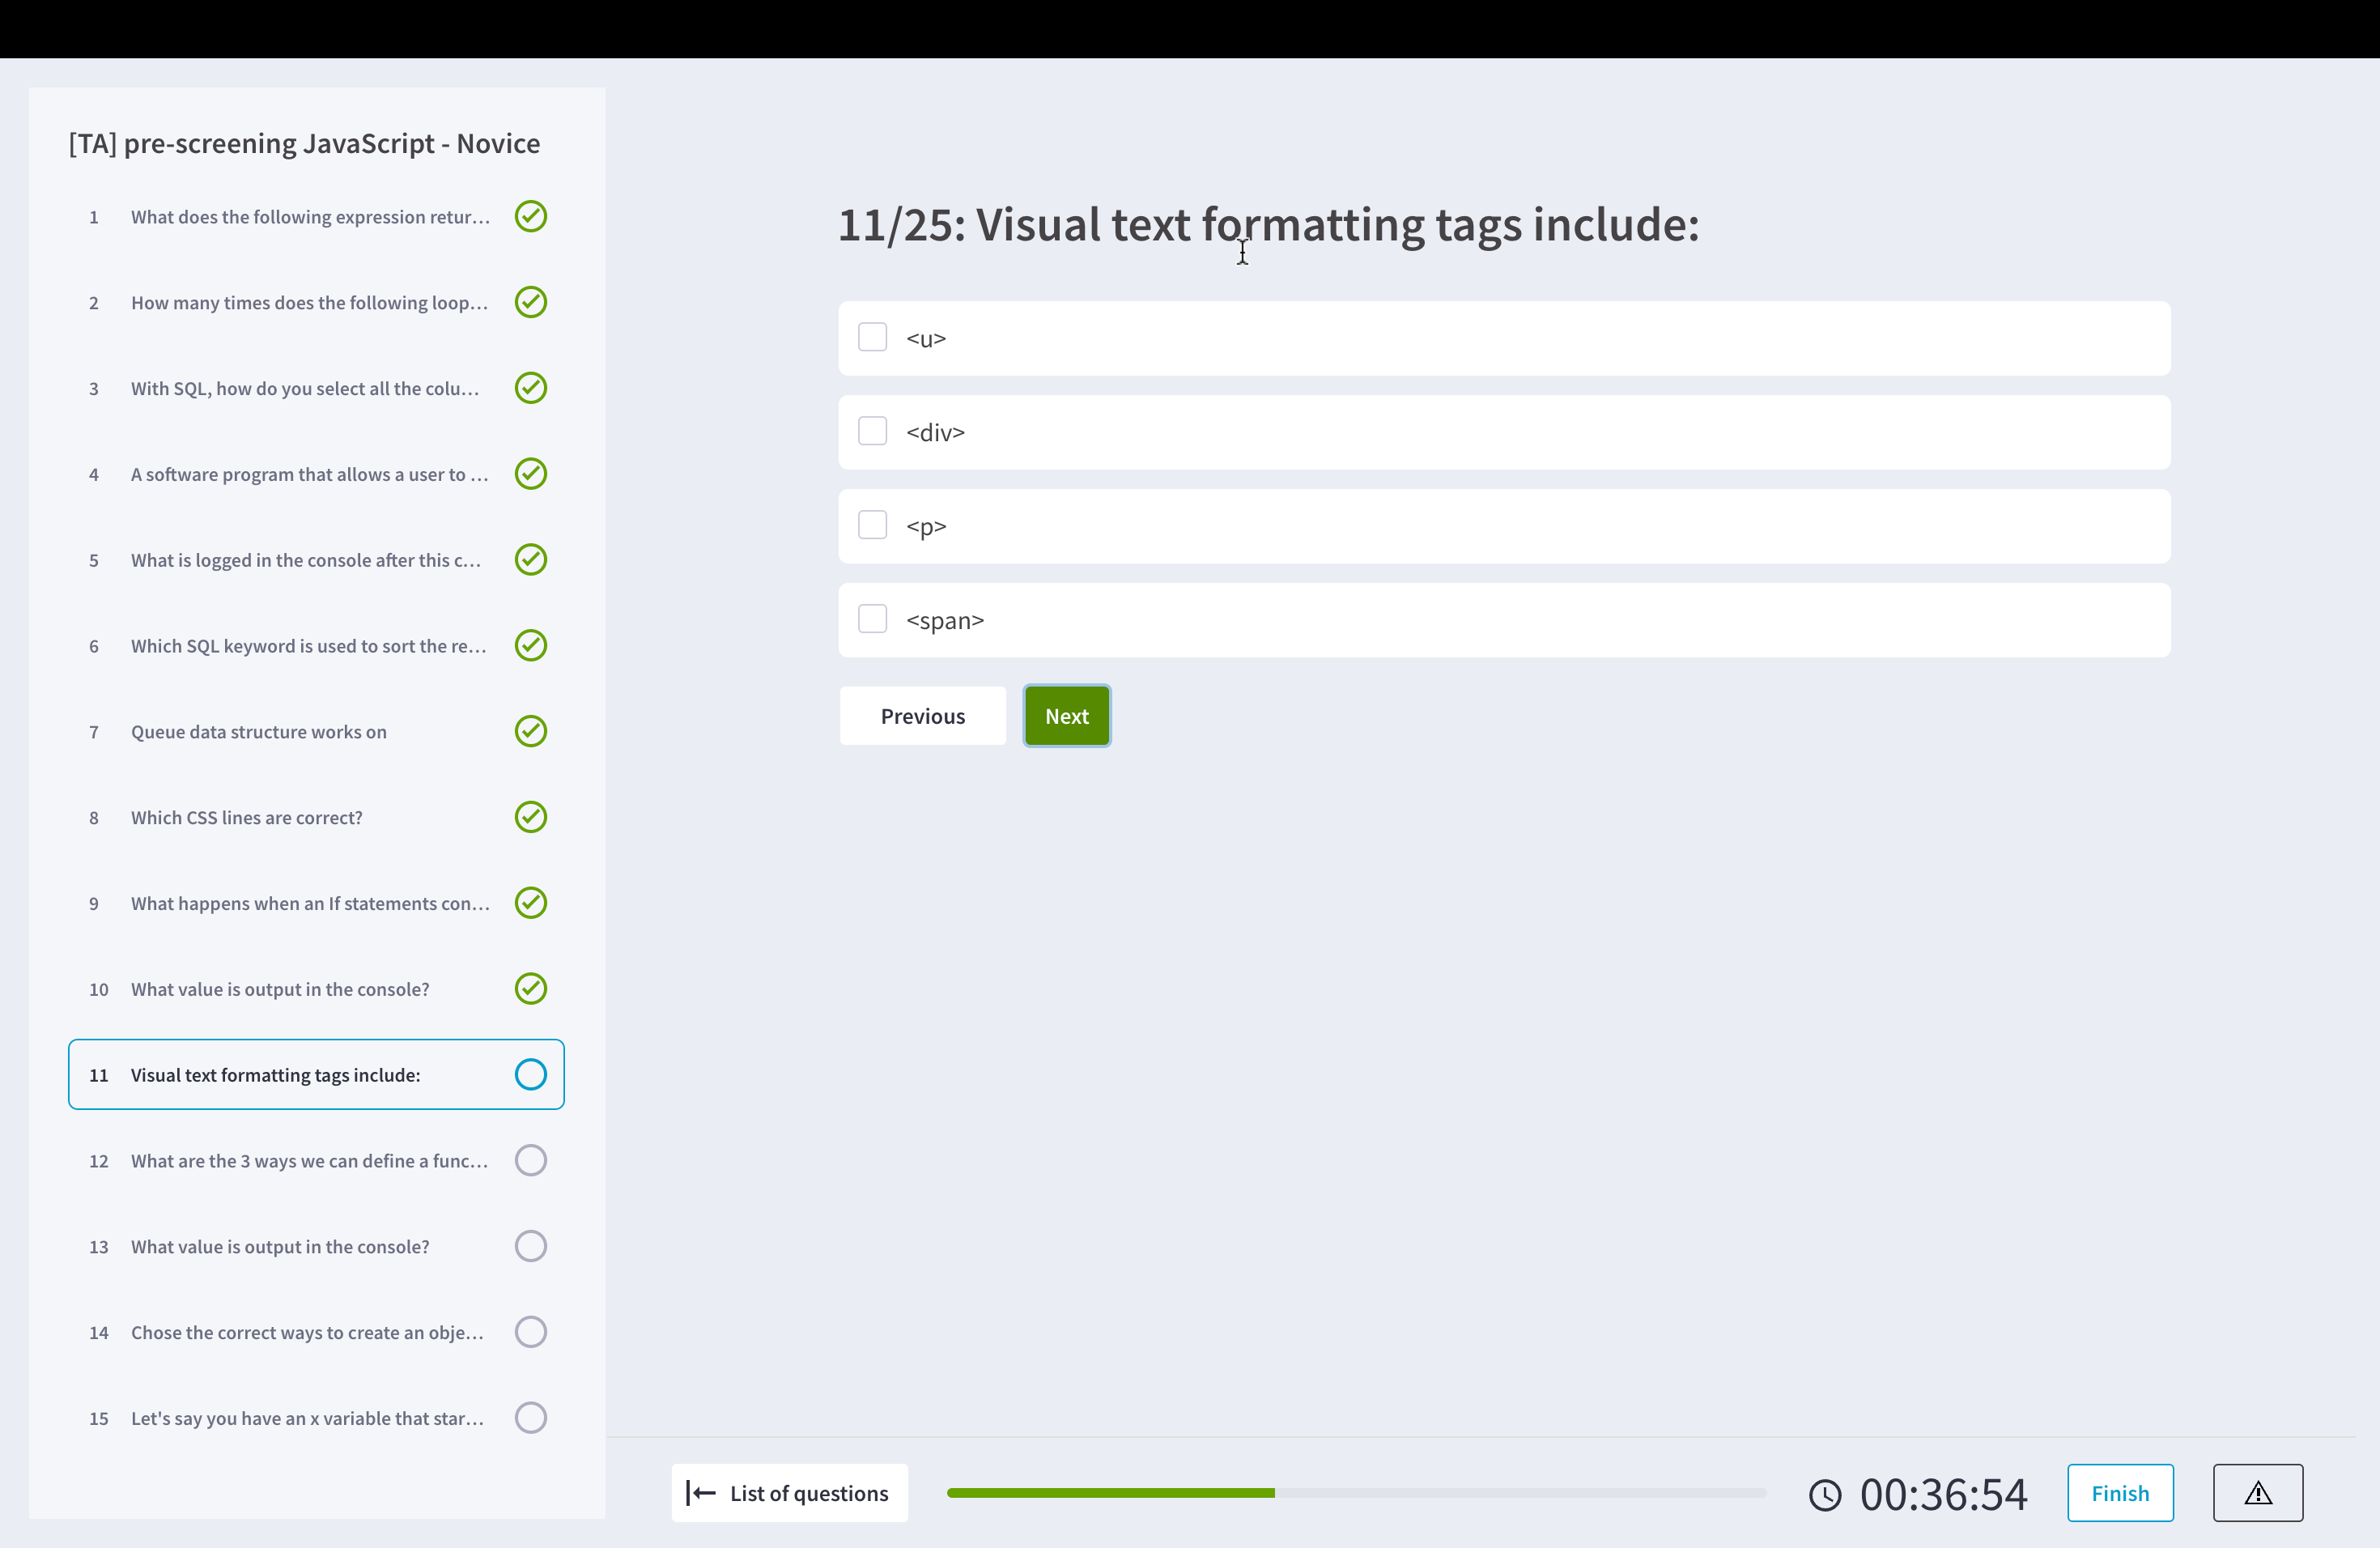 [TA] pre-screening JavaScript - Novice
1 What does the following expression retur...
2 How many times does the following loop...
3 With SQL, how do you select all the colu...
4 A software program that allows a user to ...
5 What is logged in the console after this c...
6 Which SQL keyword is used to sort the re...
7 Queue data structure works on
8 Which CSS lines are correct?
9 What happens when an If statements con...
10 What value is output in the console?
11 Visual text formatting tags include:
12 What are the 3 ways we can define a func...
13 What value is output in the console?
14 Chose the correct ways to create an obje...
15 Let's say you have an x variable that star...
11/25: Visual text formatting tags include:
<u>
<div>
<p>
<span>
Previous Next
List of questions 00:36:54 Finish